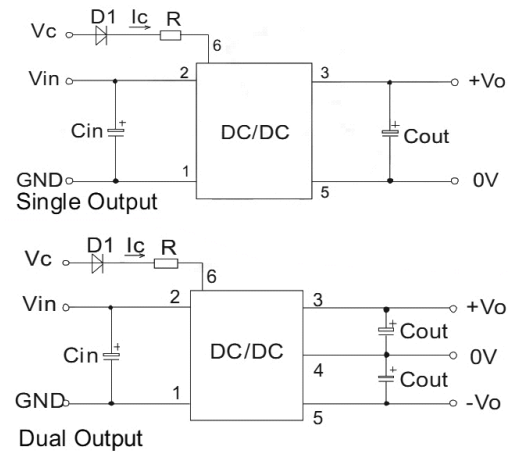 D1 Ic R
Vc
6
Vin 2 3 +Vo
Cin DC/DC Cout
GND 1 5 0V
Single Output
D1 Ic R
Vc
6
Vin 2 3 +Vo
Cout
Cin DC/DC 4 0V
Cout
GND 1 5 -Vo
Dual Output